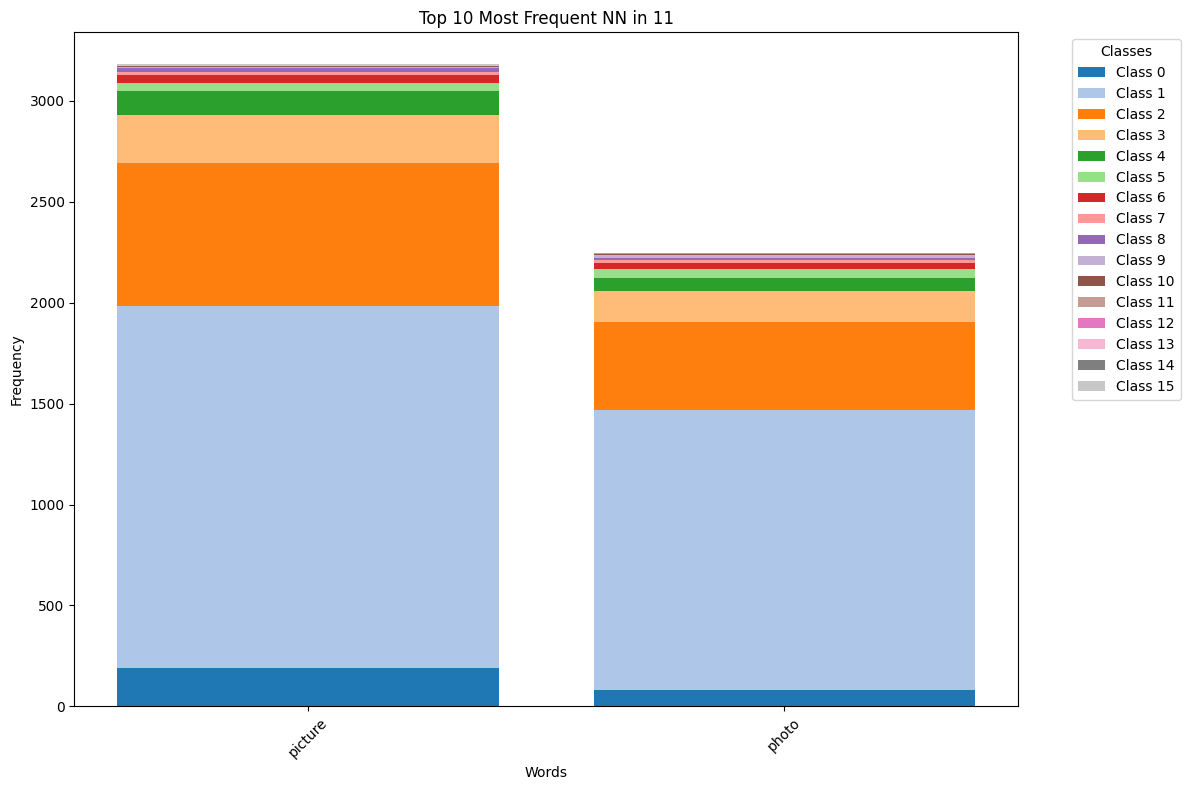 Top 10 Most Frequent NN in 11
Frequency
3000
2500
2000
1500
1000
500
0
picture
photo
Words
Classes
Class 0
Class 1
Class 2
Class 3
Class 4
Class 5
Class 6
Class 7
Class 8
Class 9
Class 10
Class 11
Class 12
Class 13
Class 14
Class 15